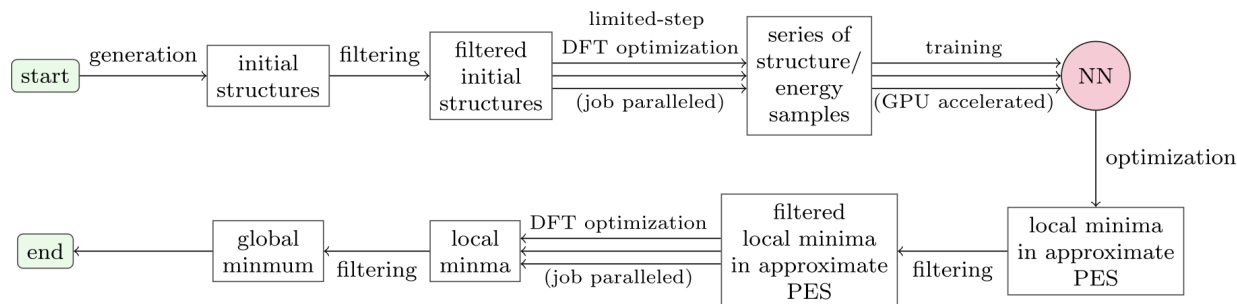 start
generation
initial
structures
filtering
filtered
initial
structures
limited-step
DFT optimization
(job paralleled)
series of
structure/
energy
samples
training
(GPU accelerated)
NN
optimization
local minima
in approximate
PES
filtering
filtered
local minima
in approximate
PES
DFT optimization
(job paralleled)
local
minma
filtering
global
minmum
end